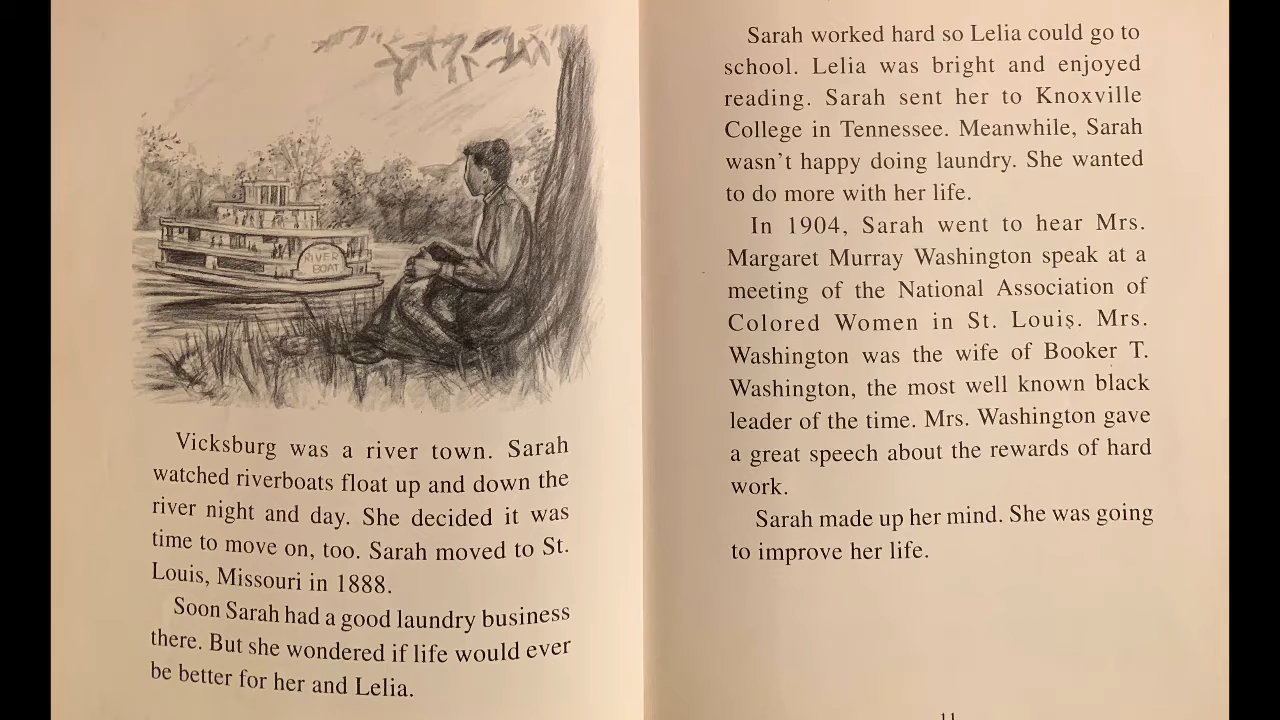 RIVER
BOAT
Vicksburg was a river town. Sarah
watched riverboats float up and down the
river night and day. She decided it was
time to move on, too. Sarah moved to St.
Louis, Missouri in 1888.
Soon Sarah had a good laundry business
there. But she wondered if life would ever
be better for her and Lelia.
Sarah worked hard so Lelia could go to
school. Lelia was bright and enjoyed
reading. Sarah sent her to Knoxville
College in Tennessee. Meanwhile, Sarah
wasn't happy doing laundry. She wanted
to do more with her life.
In 1904, Sarah went to hear Mrs.
Margaret Murray Washington speak at a
meeting of the National Association of
Colored Women in St. Louis. Mrs.
Washington was the wife of Booker T.
Washington, the most well known black
leader of the time. Mrs. Washington gave
a great speech about the rewards of hard
work.
Sarah made up her mind. She was going
to improve her life.
11